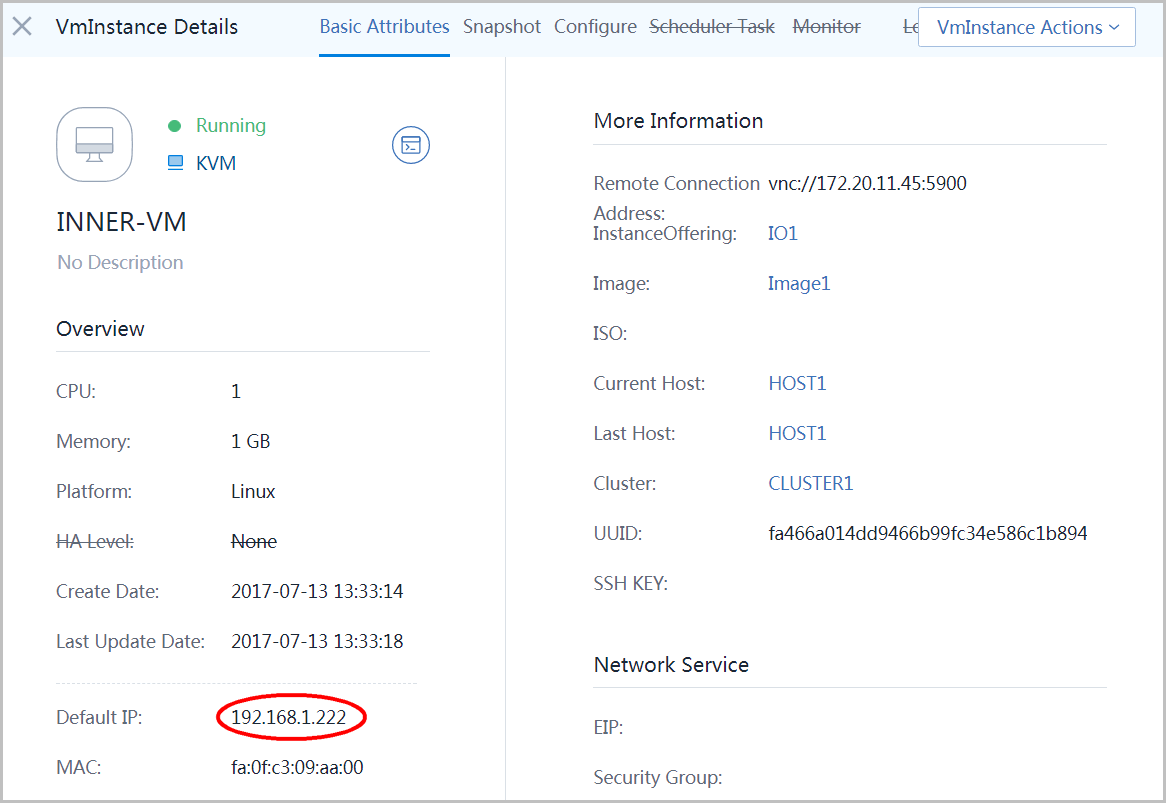 VmInstance Details
Basic Attributes Snapshot Configure Scheduler Task Monitor
VmInstance Actions
Running
KVM
INNER-VM
No Description
Overview
CPU: 1
Memory: 1 GB
Platform: Linux
HA Level: None
Create Date: 2017-07-13 13:33:14
Last Update Date: 2017-07-13 13:33:18
Default IP: 192.168.1.222
MAC: fa:0f:c3:09:aa:00
More Information
Remote Connection vnc://172.20.11.45:5900
Address:
InstanceOffering: IO1
Image: Image1
ISO:
Current Host: HOST1
Last Host: HOST1
Cluster: CLUSTER1
UUID: fa466a014dd9466b99fc34e586c1b894
SSH KEY:
Network Service
EIP:
Security Group: